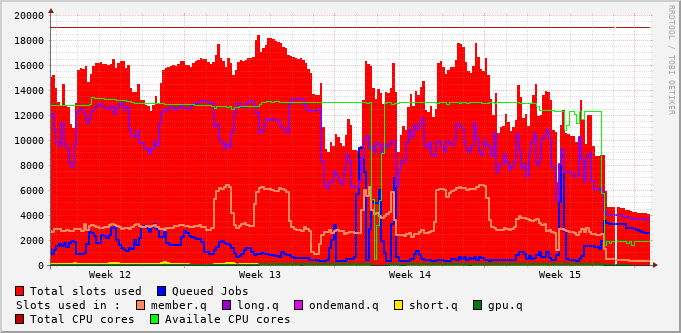 20000
18000
16000
14000
12000
10000
8000
6000
4000
2000
0
Week 12 Week 13 Week 14 Week 15
Total slots used Queued Jobs
Slots used in : member.q long.q ondemand.q short.q gpu.q
Total CPU cores Availale CPU cores
RRDTOOL / TOBI OETIKER